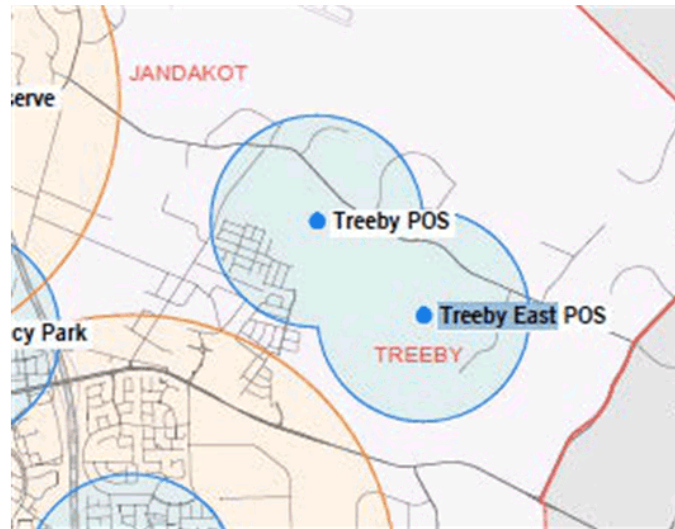 JANDAKOT
serve
Treeby POS
Treeby East POS
cy Park
TREEBY